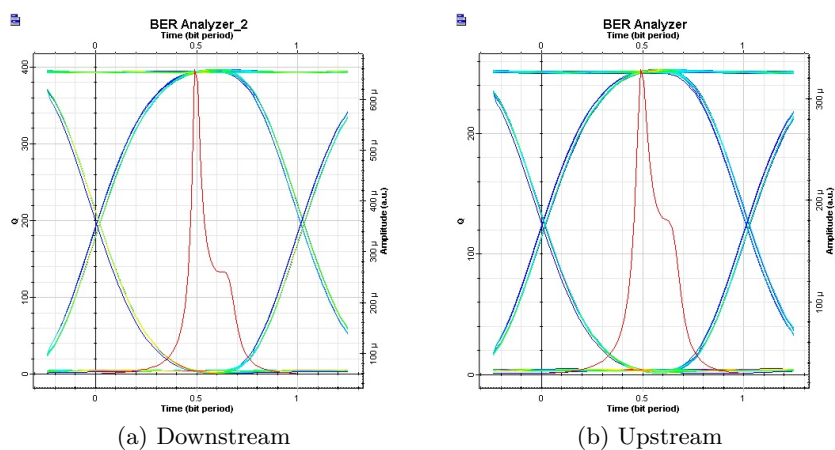 BER Analyzer_2
Time (bit period)
0 0.5 1
400
300
200
100
0
Q
600 µ
500 µ
400 µ
300 µ
200 µ
100 µ
Amplitude (a.u.)
0 0.5 1
Time (bit period)
(a) Downstream
BER Analyzer
Time (bit period)
0 0.5 1
200
100
0
Q
300 µ
200 µ
100 µ
Amplitude (a.u.)
0 0.5 1
Time (bit period)
(b) Upstream